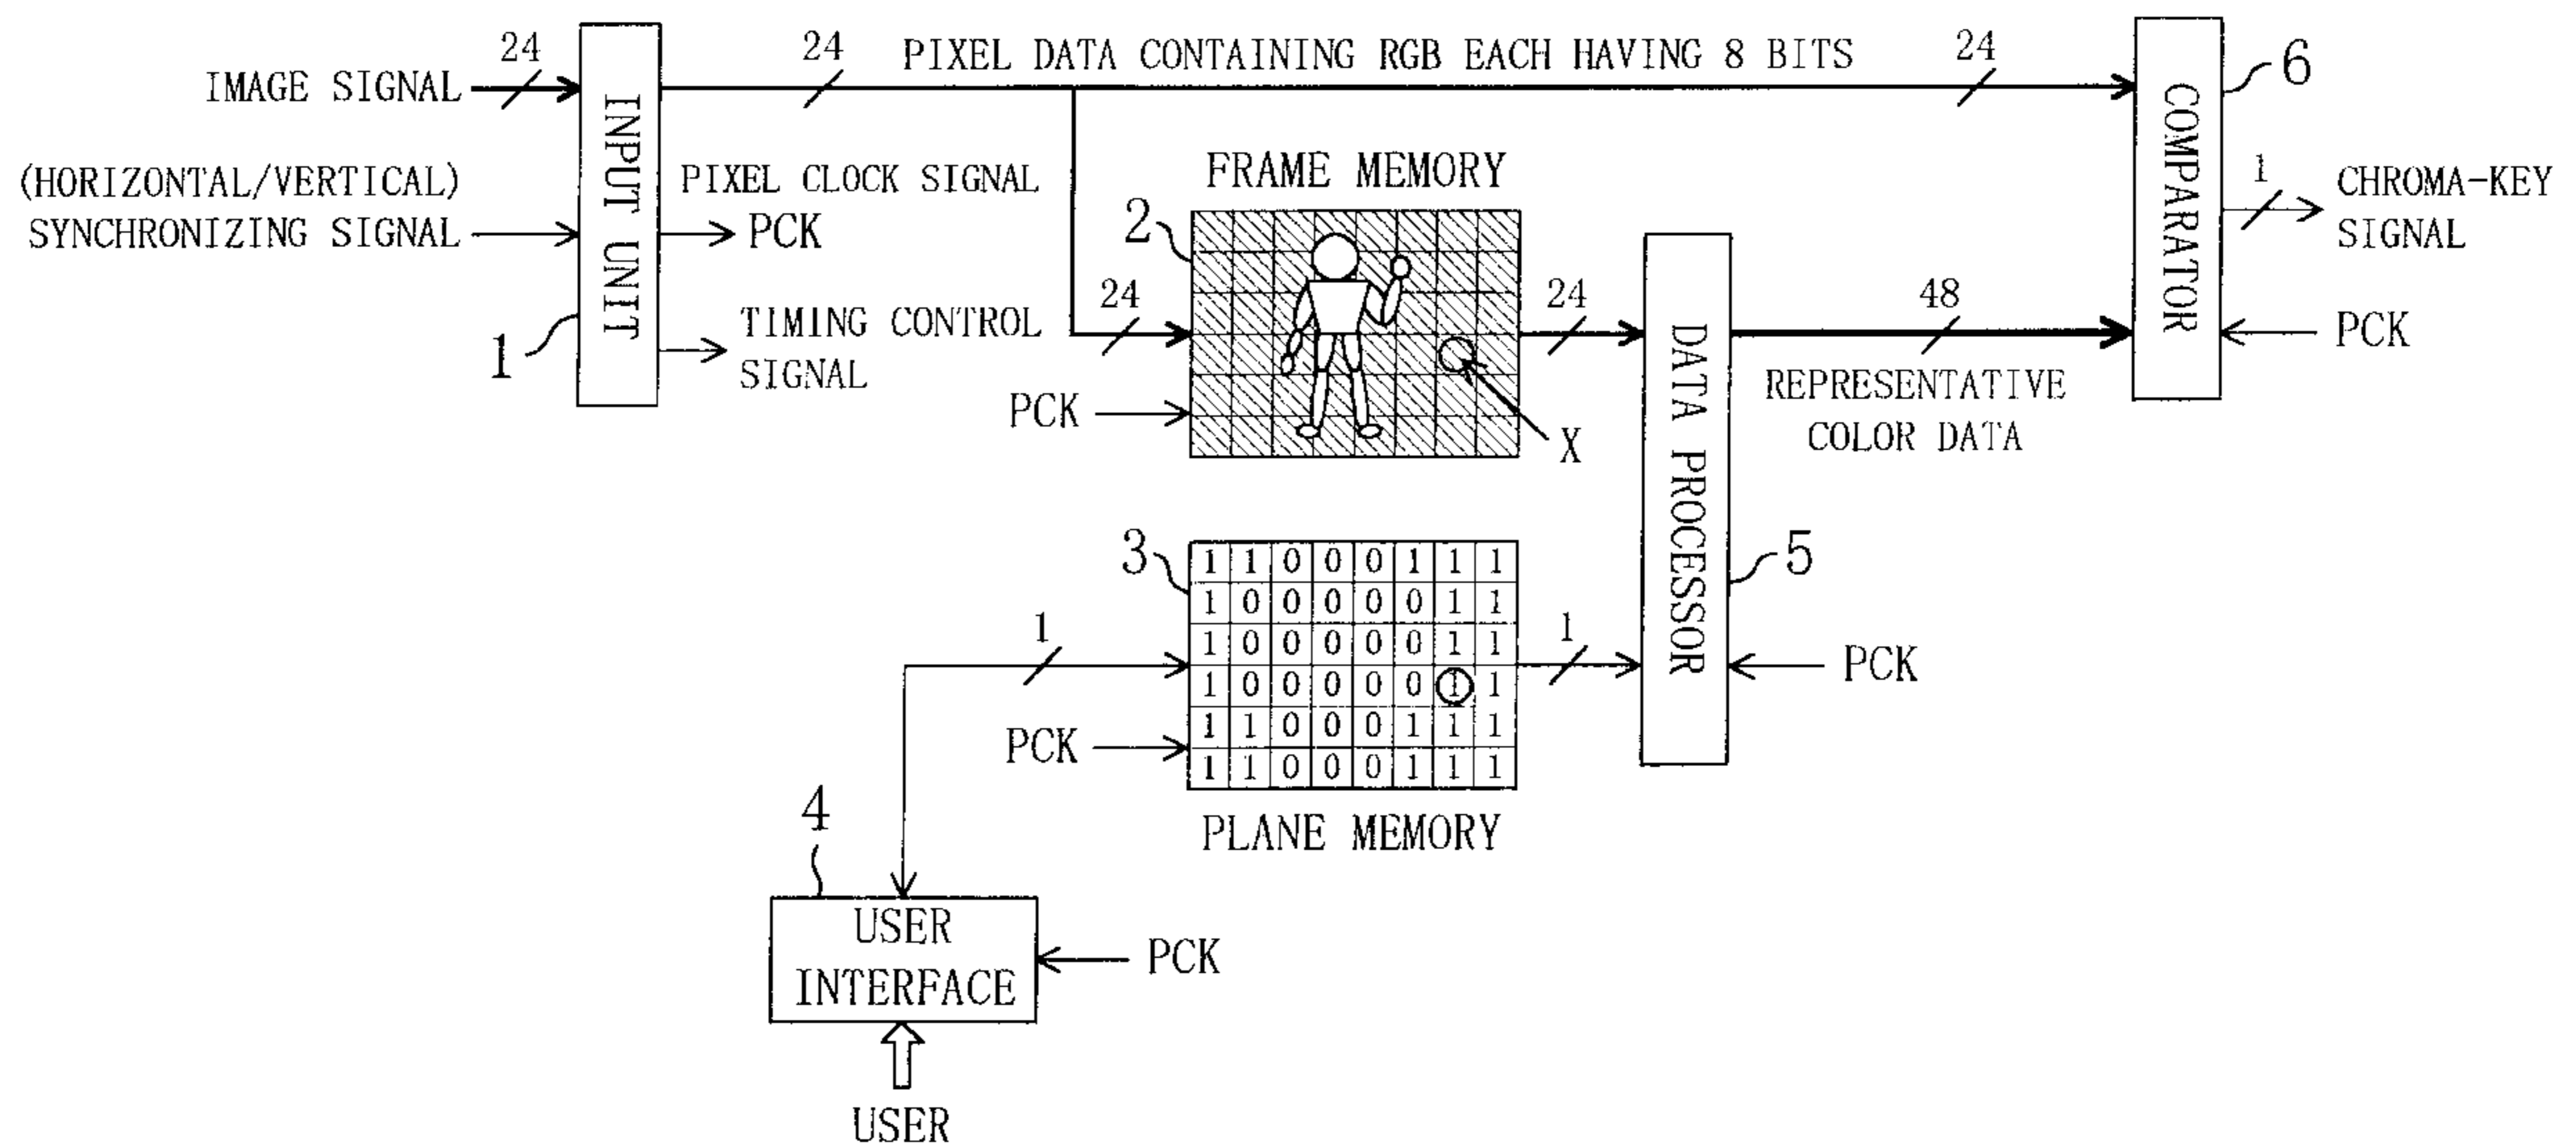 24
24
PIXEL DATA CONTAINING RGB EACH HAVING 8 BITS
24
6
IMAGE SIGNAL
INPUT UNIT
COMPARATOR
(HORIZONTAL/VERTICAL)
SYNCHRONIZING SIGNAL
PIXEL CLOCK SIGNAL
PCK
FRAME MEMORY
1
CHROMA-KEY
SIGNAL
2
1
TIMING CONTROL
SIGNAL
24
24
DATA PROCESSOR
48
PCK
REPRESENTATIVE
COLOR DATA
PCK
X
3
1 1 0 0 0 1 1 1
1 0 0 0 0 0 1 1
1 0 0 0 0 0 1 1
1 0 0 0 0 0 1 1
1 1 0 0 0 1 1 1
1 1 0 0 0 1 1 1
5
1
1
PCK
PCK
PLANE MEMORY
4
USER
INTERFACE
PCK
USER